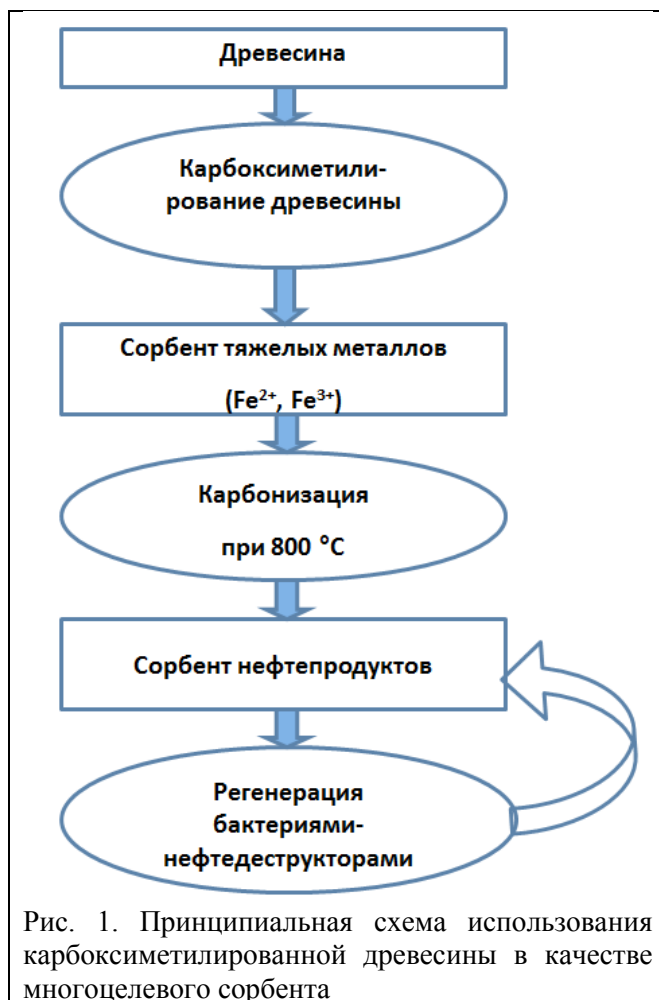 Древесина
Карбоксиметили-
рование древесины
Сорбент тяжелых металлов
(Fe²⁺, Fe³⁺)
Карбонизация
при 800 °С
Сорбент нефтепродуктов
Регенерация
бактериями-
нефтедеструкторами
Рис. 1. Принципиальная схема использования
карбоксиметилированной древесины в качестве
многоцелевого сорбента